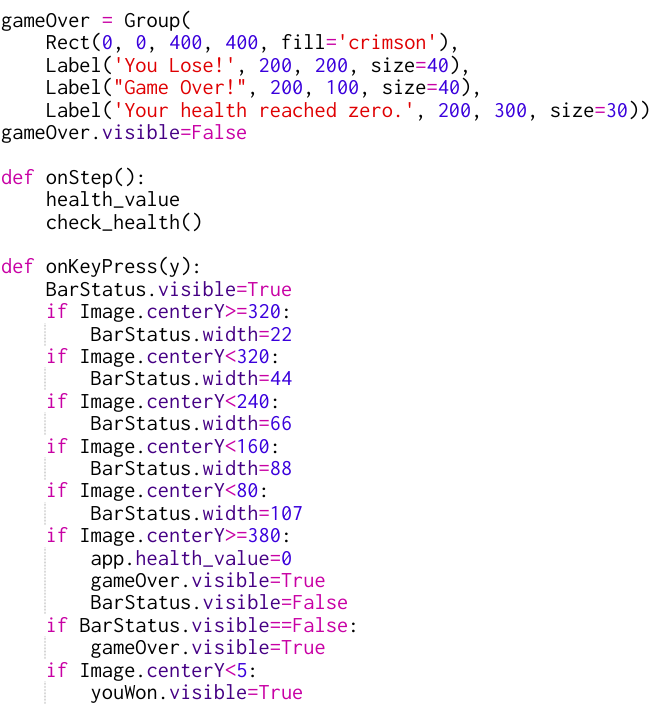 gameOver = Group(
    Rect(0, 0, 400, 400, fill='crimson'),
    Label('You Lose!', 200, 200, size=40),
    Label("Game Over!", 200, 100, size=40),
    Label('Your health reached zero.', 200, 300, size=30))
gameOver.visible=False

def onStep():
    health_value
    check_health()

def onKeyPress(y):
    BarStatus.visible=True
    if Image.centerY>=320:
        BarStatus.width=22
    if Image.centerY<320:
        BarStatus.width=44
    if Image.centerY<240:
        BarStatus.width=66
    if Image.centerY<160:
        BarStatus.width=88
    if Image.centerY<80:
        BarStatus.width=107
    if Image.centerY>=380:
        app.health_value=0
        gameOver.visible=True
        BarStatus.visible=False
    if BarStatus.visible==False:
        gameOver.visible=True
    if Image.centerY<5:
        youWon.visible=True